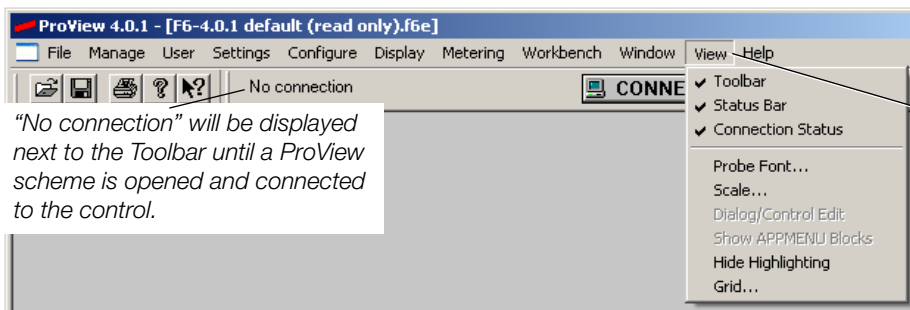 ProView 4.0.1 - [F6-4.0.1 default (read only).f6e]
File Manage User Settings Configure Display Metering Workbench Window View Help
No connection
CONNE
“No connection” will be displayed
next to the Toolbar until a ProView
scheme is opened and connected
to the control.
Toolbar
Status Bar
Connection Status
Probe Font...
Scale...
Dialog/Control Edit
Show APPMENU Blocks
Hide Highlighting
Grid...